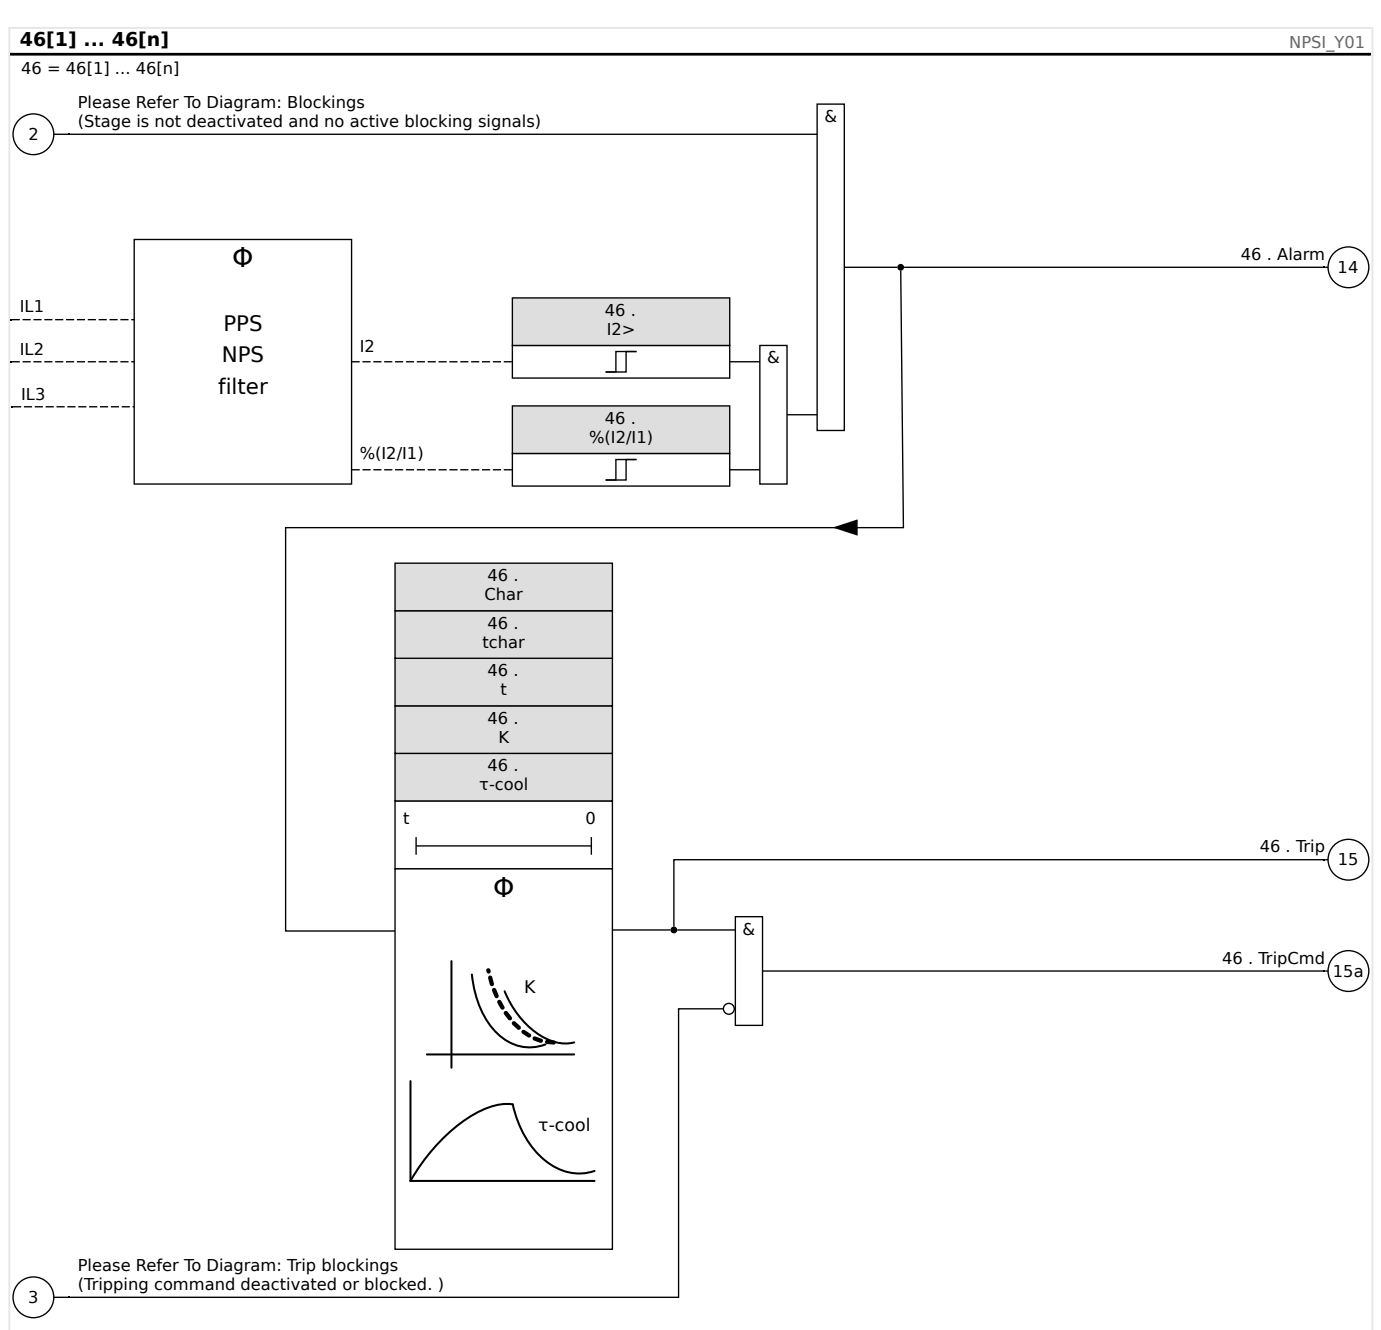 46[1] ... 46[n]
NPSI_Y01
46 = 46[1] ... 46[n]
Please Refer To Diagram: Blockings
2
(Stage is not deactivated and no active blocking signals)
&
46 . Alarm
14
Φ
PPS
NPS
filter
IL1
IL2
IL3
I2
%(I2/I1)
46 .
I2>
46 .
%(I2/I1)
&
46 .
Char
46 .
tchar
46 .
t
46 .
K
46 .
τ-cool
t 0
Φ
K
τ-cool
46 . Trip
15
&
46 . TripCmd
15a
Please Refer To Diagram: Trip blockings
(Tripping command deactivated or blocked. )
3